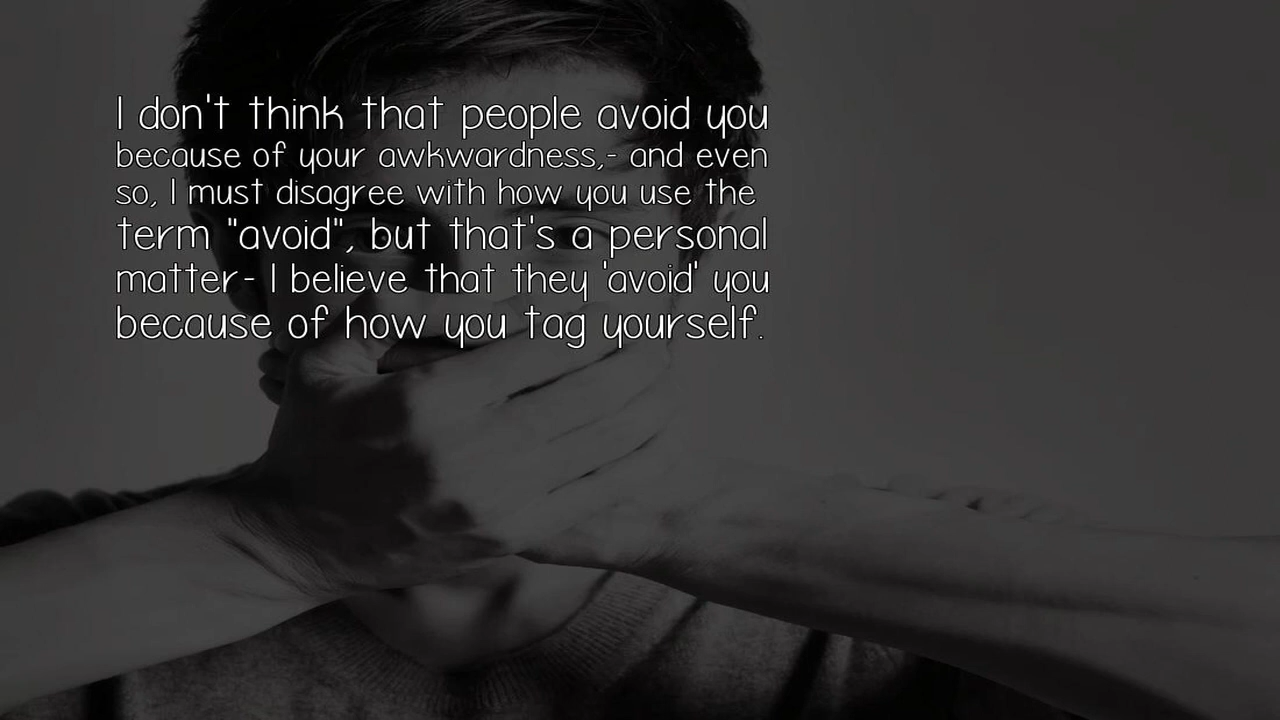 I don't think that people avoid you
because of your awkwardness,- and even
so, I must disagree with how you use the
term "avoid", but that's a personal
matter- I believe that they 'avoid' you
because of how you tag yourself.